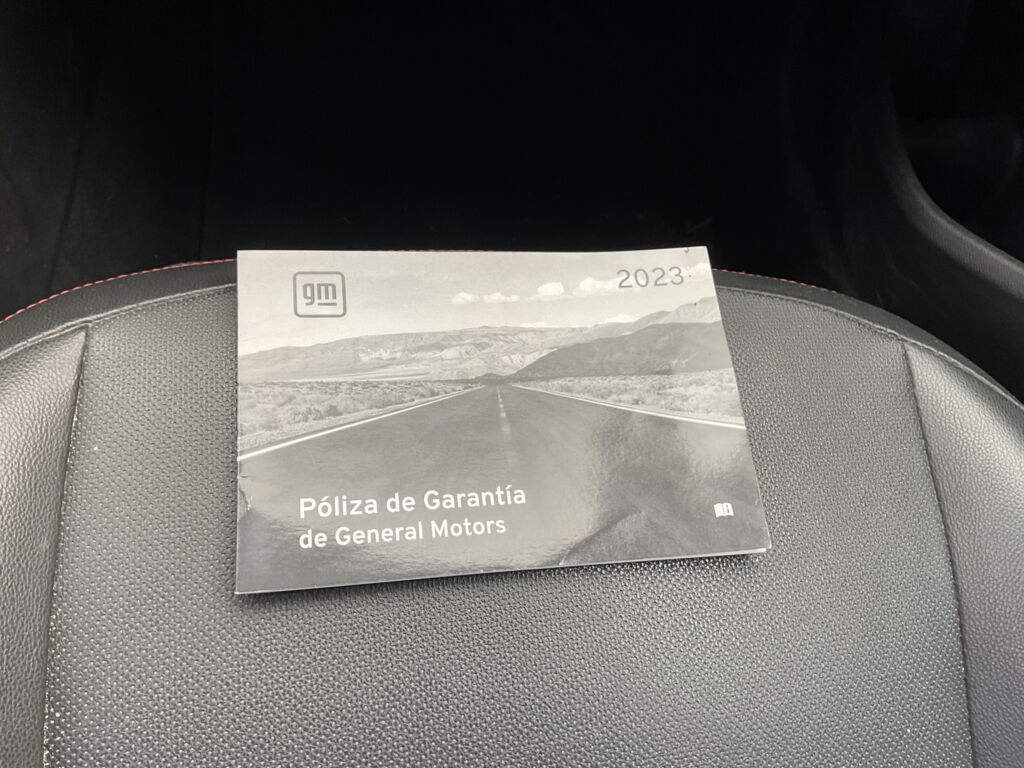 gm
2023
Póliza de Garantía
de General Motors